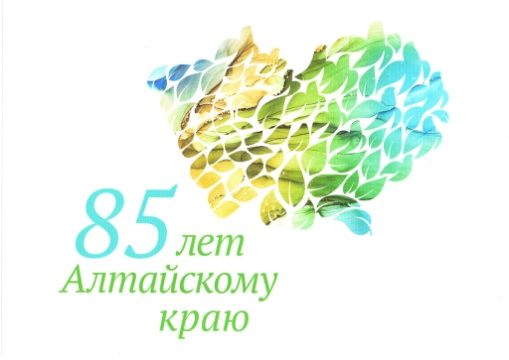 85 лет
Алтайскому
краю